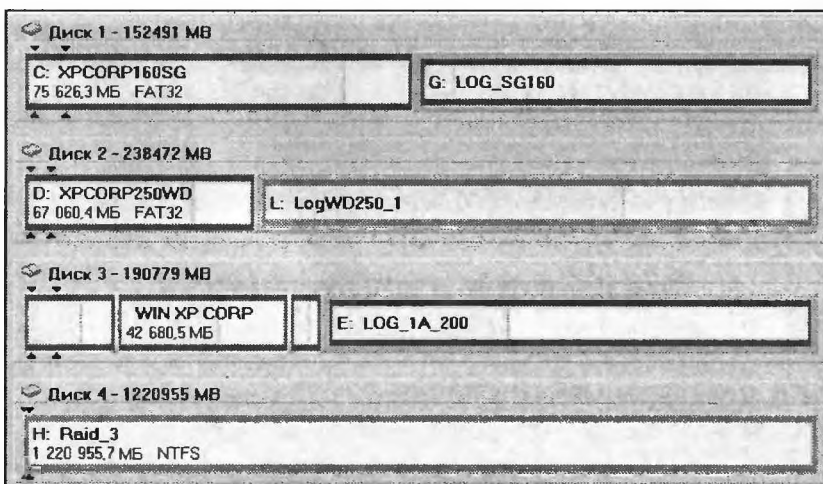 Диск 1 - 152491 MB
C: XPCORP160SG
75 626,3 МБ FAT32
G: LOG_SG160
Диск 2 - 238472 MB
D: XPCORP250WD
67 060,4 МБ FAT32
L: LogWD250_1
Диск 3 - 190779 MB
WIN XP CORP
42 680,5 МБ
E: LOG_1A_200
Диск 4 - 1220955 MB
H: Raid_3
1 220 955,7 МБ NTFS